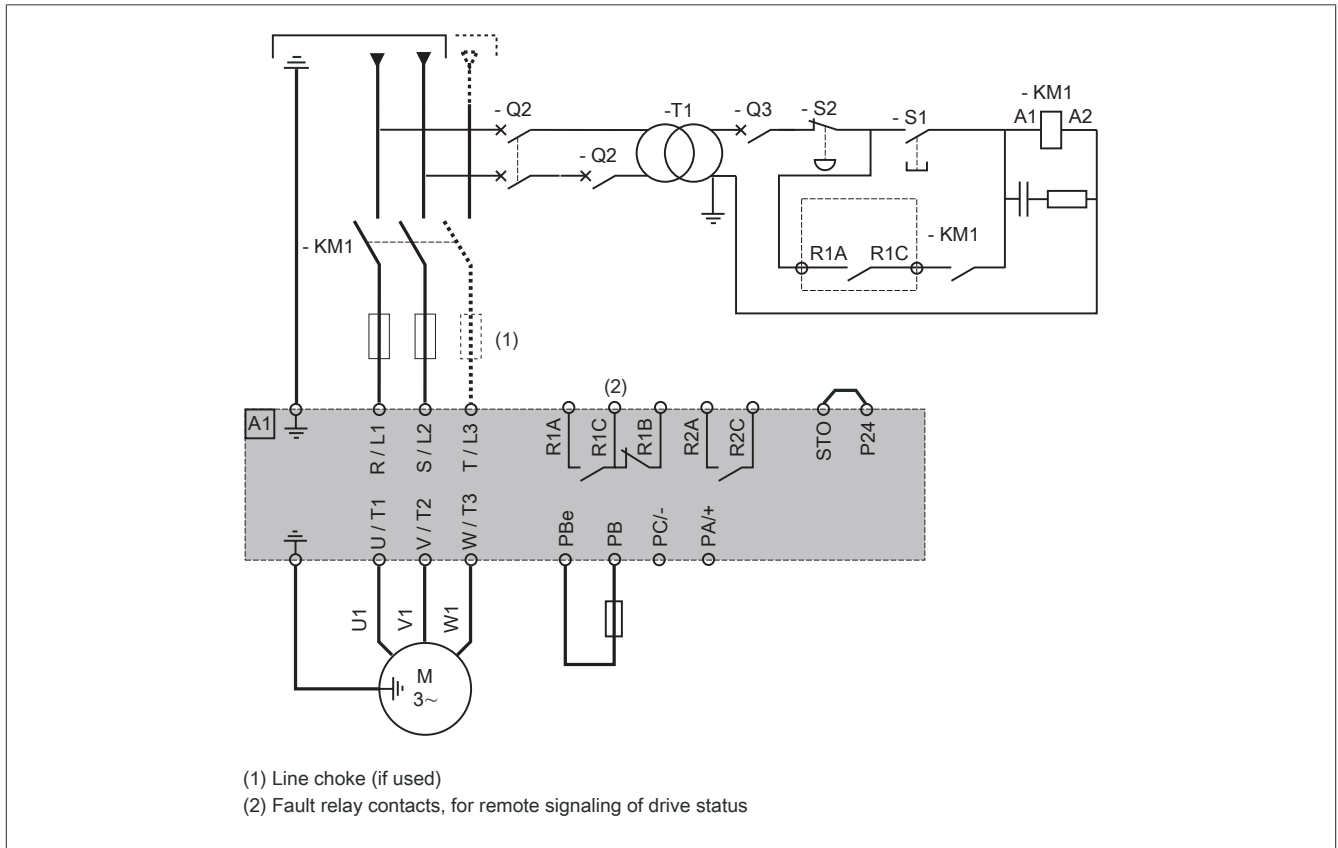 - KM1
- Q2
-T1
- Q3
- S2
- S1
A1
A2
- Q2
- KM1
R1A
R1C
- KM1
(1)
(2)
A1
R / L1
S / L2
T / L3
R1A
R1C
R1B
R2A
R2C
STO
P24
U / T1
V / T2
W / T3
PBe
PB
PC/-
PA/+
U1
V1
W1
M
3~
(1) Line choke (if used)
(2) Fault relay contacts, for remote signaling of drive status